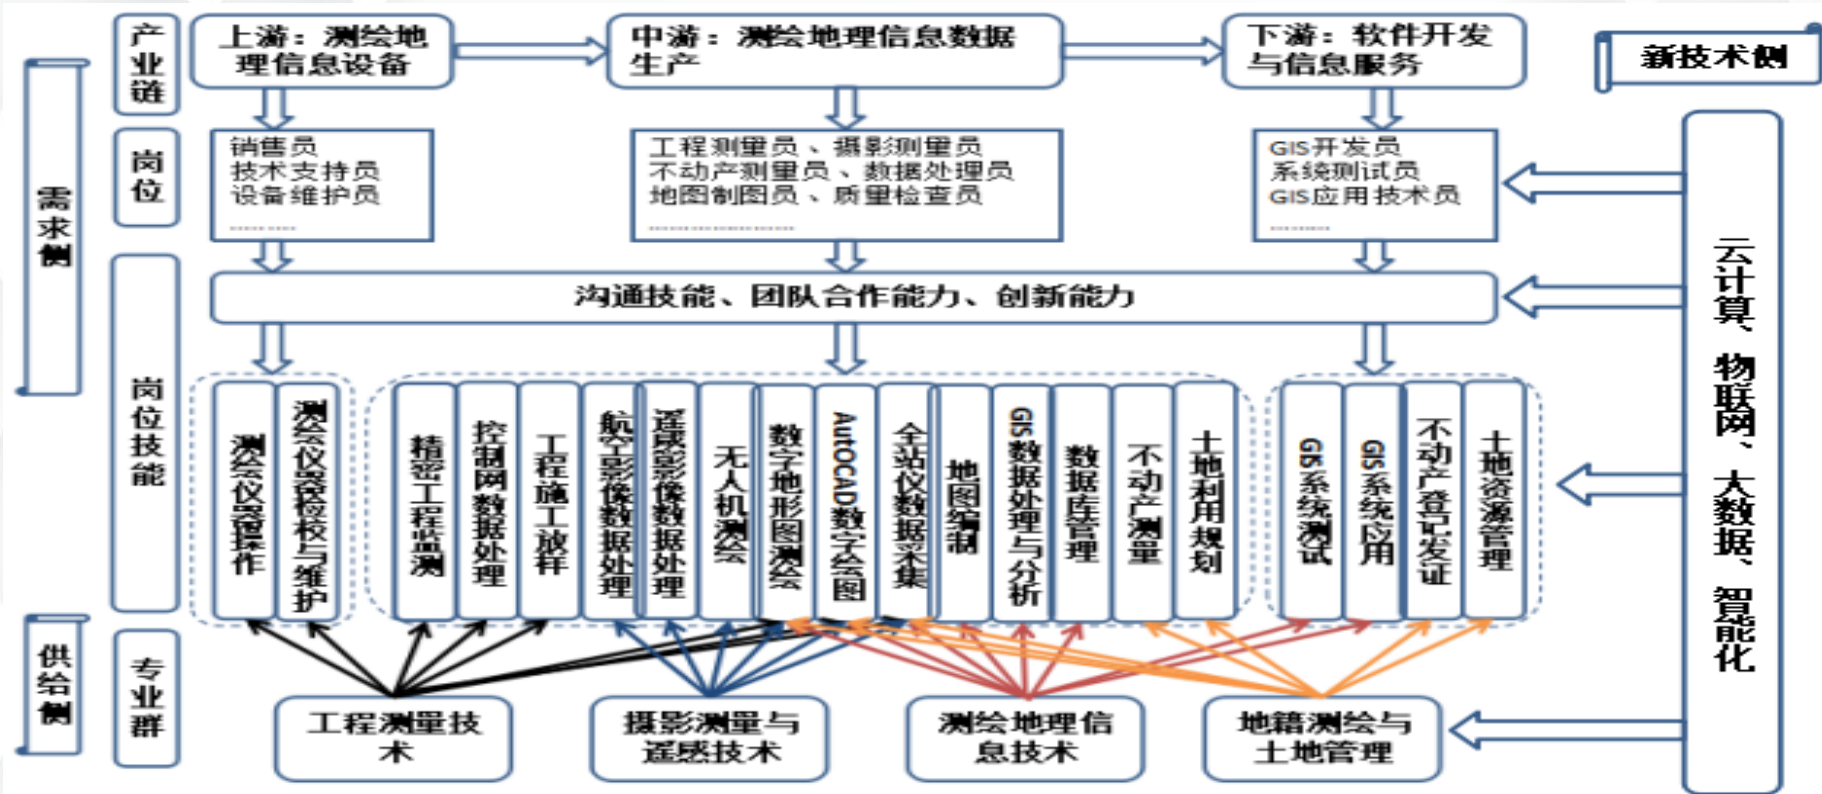 产业链
上游：测绘地
理信息设备
中游：测绘地理信息数据
生产
下游：软件开发
与信息服务
新技术侧
需求侧
岗位
销售员
技术支持员
设备维护员
………
工程测量员、摄影测量员
不动产测量员、数据处理员
地图制图员、质量检查员
…………………
GIS开发员
系统测试员
GIS应用技术员
………
沟通技能、团队合作能力、创新能力
云计算、物联网、大数据、智能化
岗位技能
测绘仪器操作
测绘仪器检校与维护
精密工程监测
控制网数据处理
工程施工放样
航空影像数据处理
遥感影像数据处理
无人机测绘
数字地形图测绘
AutOCAD数字绘图
全站仪数据采集
地图编制
GIS数据处理与分析
数据库管理
不动产测量
土地利用规划
GIS系统测试
GIS系统应用
不动产登记发证
土地资源管理
供给侧
专业群
工程测量技
术
摄影测量与
遥感技术
测绘地理信
息技术
地籍测绘与
土地管理